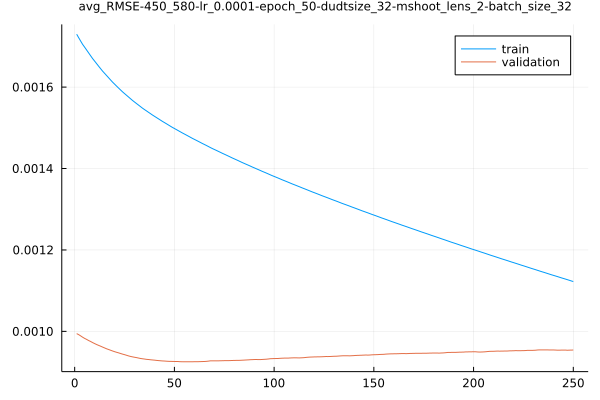 avg_RMSE-450_580-lr_0.0001-epoch_50-dudtsize_32-mshoot_lens_2-batch_size_32
train
validation
0.0016
0.0014
0.0012
0.0010
0 50 100 150 200 250